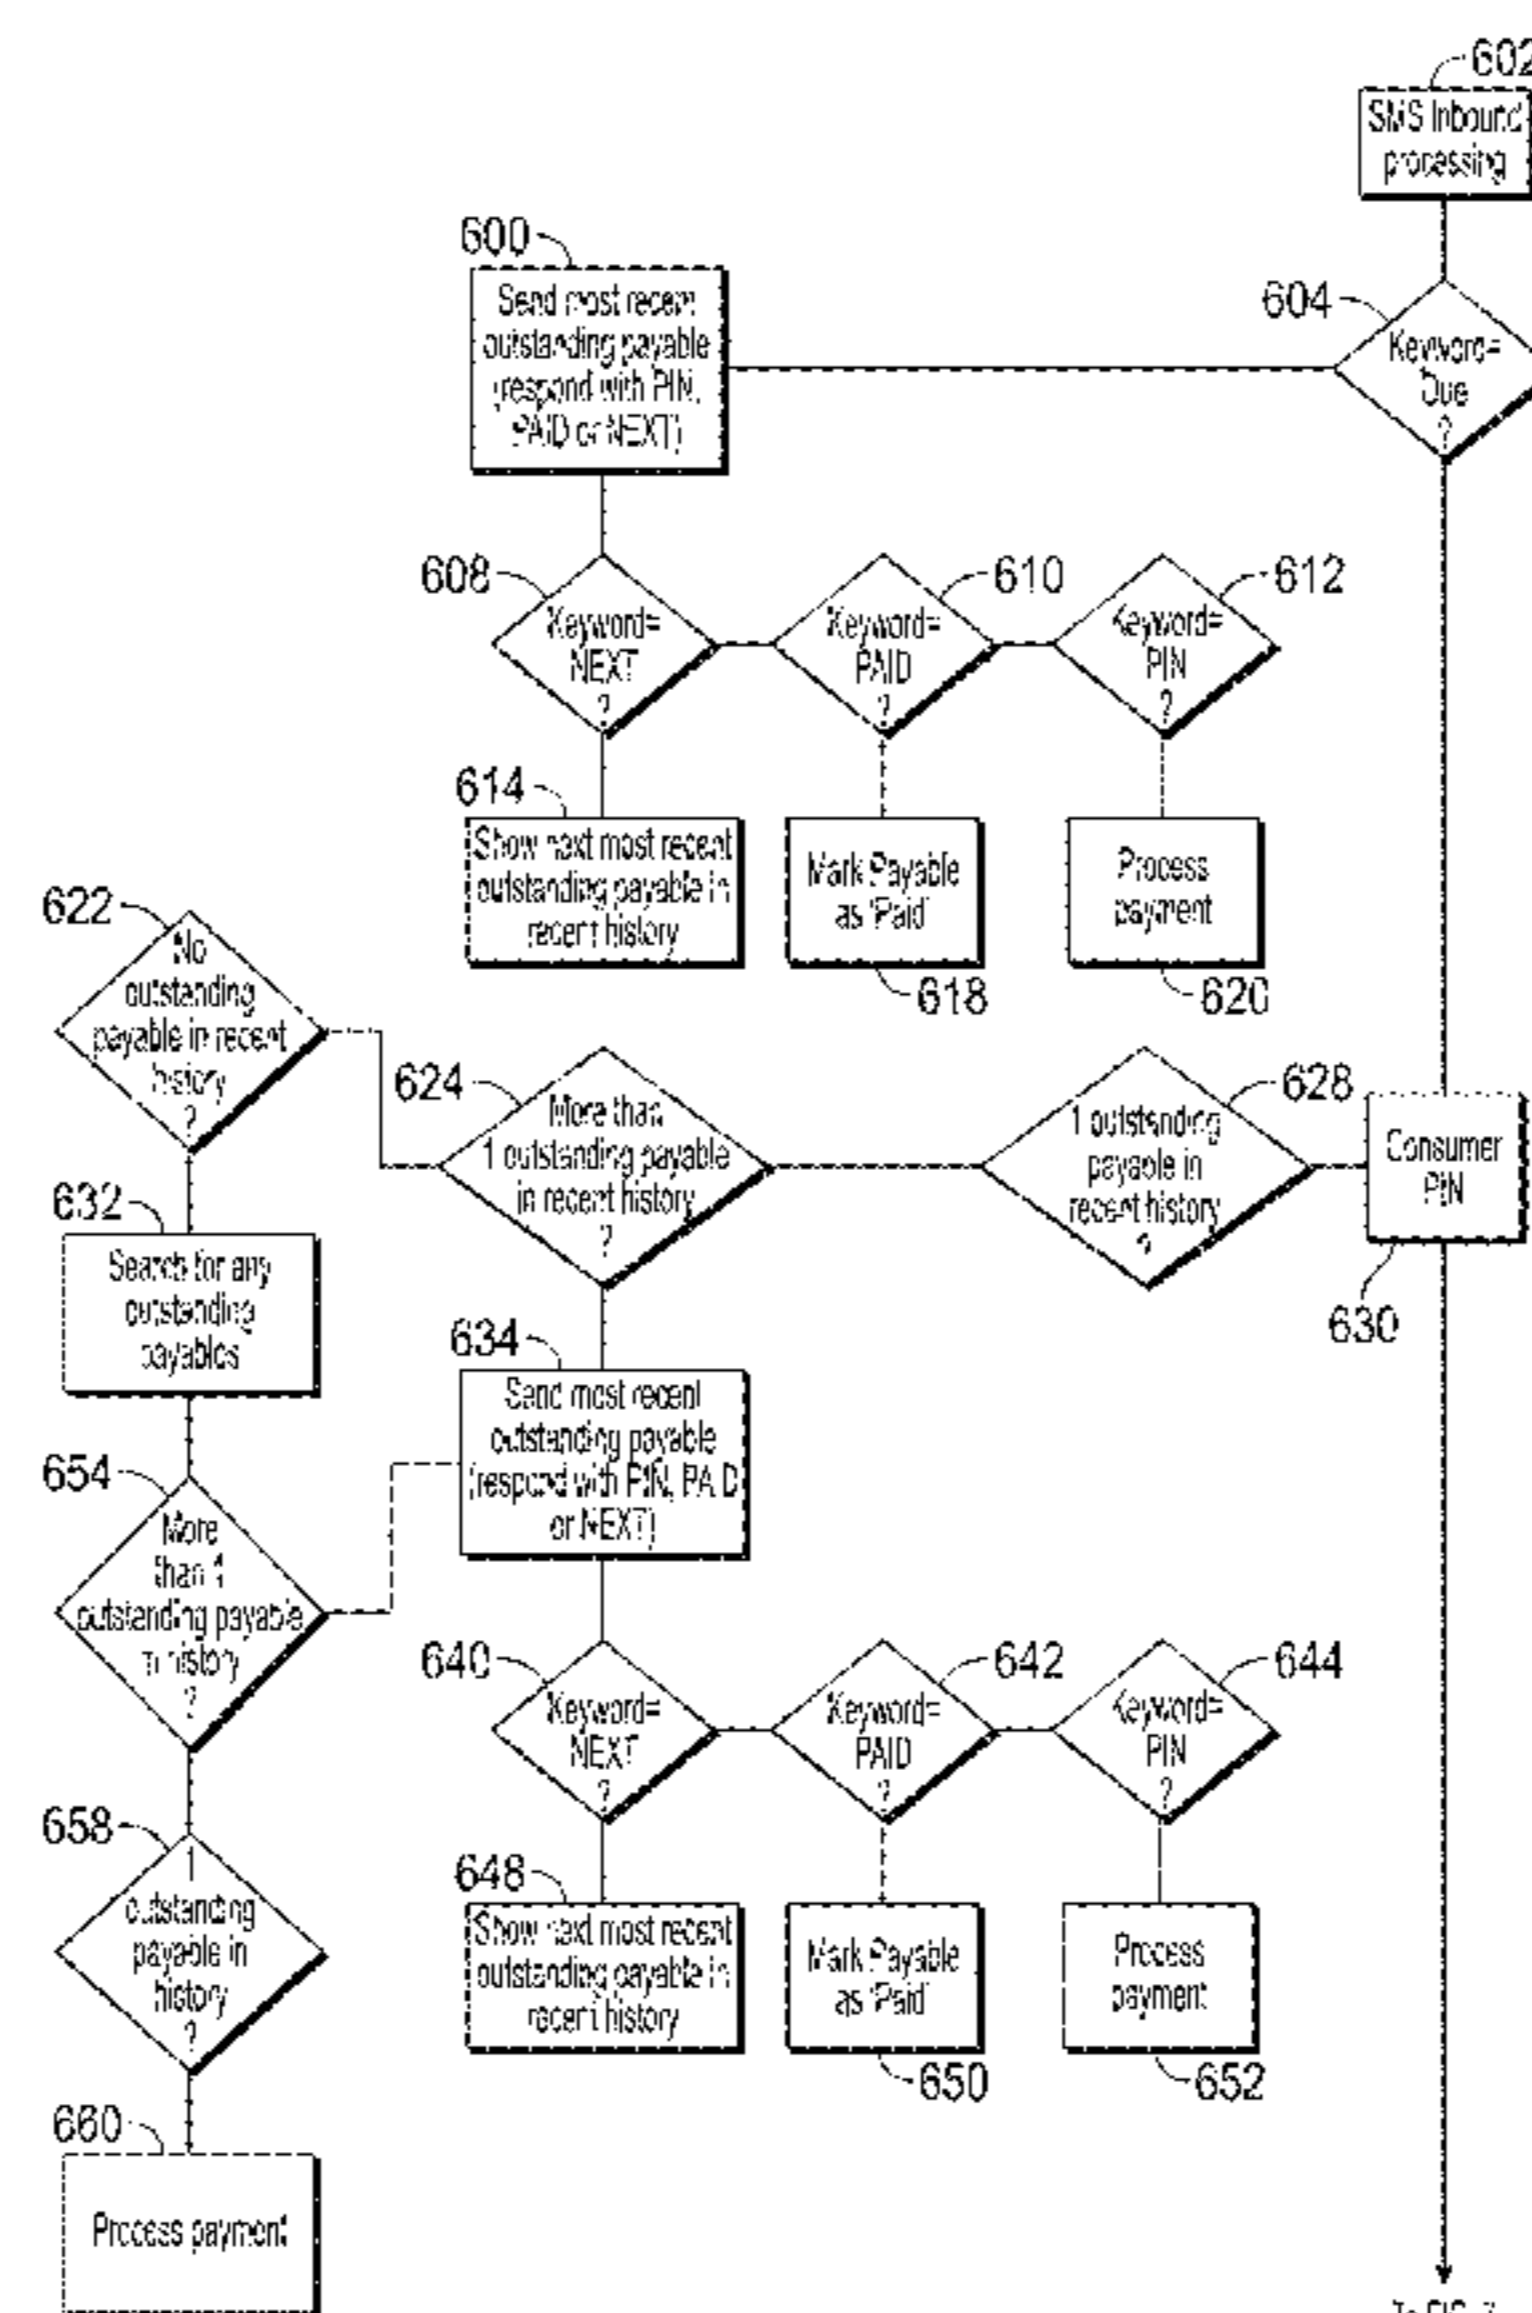 602
SMS Inbound
processing
600
Send most recent
outstanding payable
(respond with PIN,
PAID or NEXT)
604
Keyword=
Due
?
608
Keyword=
NEXT
?
610
Keyword=
PAID
?
612
Keyword=
PIN
?
614
Show next most recent
outstanding payable in
recent history
Mark Payable
as 'Paid'
618
Process
payment
620
622
No
outstanding
payable in recent
history
?
624
More than
1 outstanding payable
in recent history
?
628
1 outstanding
payable in
recent history
?
Consumer
PIN
630
632
Search for any
outstanding
payables
634
Send most recent
outstanding payable
(respond with PIN, PAID
or NEXT)
654
More
than 1
outstanding payable
in history
?
640
Keyword=
NEXT
?
642
Keyword=
PAID
?
644
Keyword=
PIN
?
658
1
outstanding
payable in
history
?
648
Show next most recent
outstanding payable in
recent history
Mark Payable
as 'Paid'
650
Process
payment
652
660
Process payment
To FIG. 7